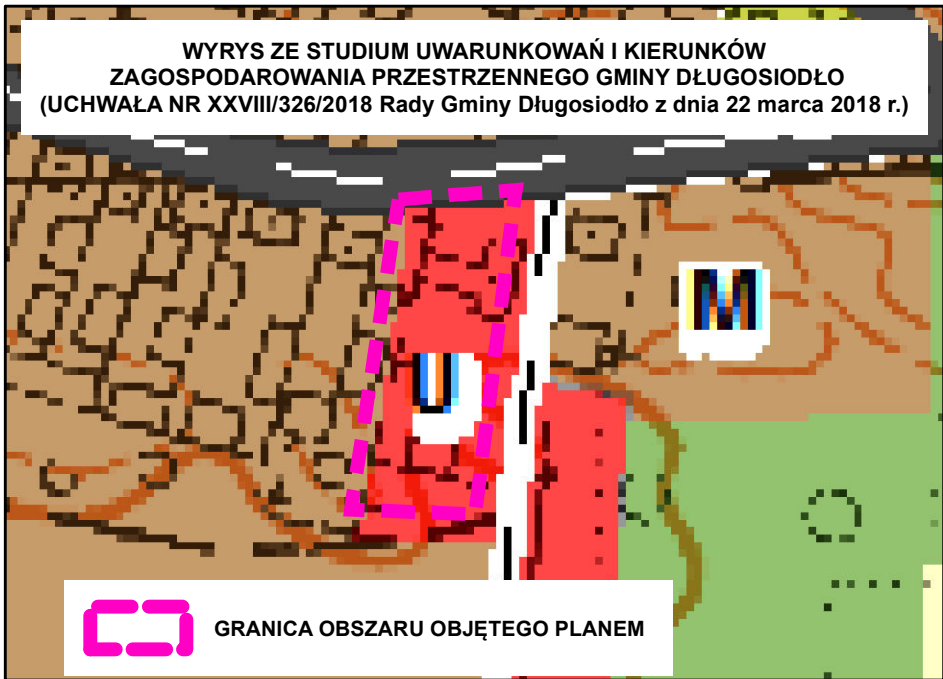 WYRYS ZE STUDIUM UWARUNKOWAŃ I KIERUNKÓW
ZAGOSPODAROWANIA PRZESTRZENNEGO GMINY DŁUGOSIODŁO
(UCHWAŁA NR XXVIII/326/2018 Rady Gminy Długosiodło z dnia 22 marca 2018 r.)
M
U
GRANICA OBSZARU OBJĘTEGO PLANEM